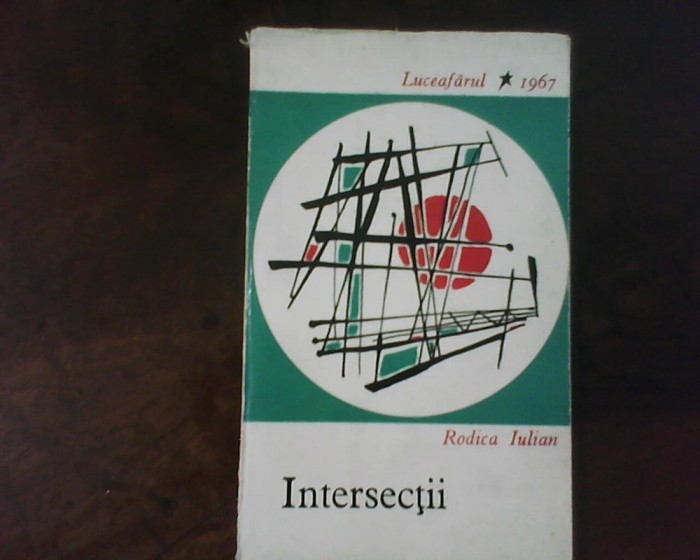 Luceafărul ★ 1967
Rodica Iulian
Intersecţii